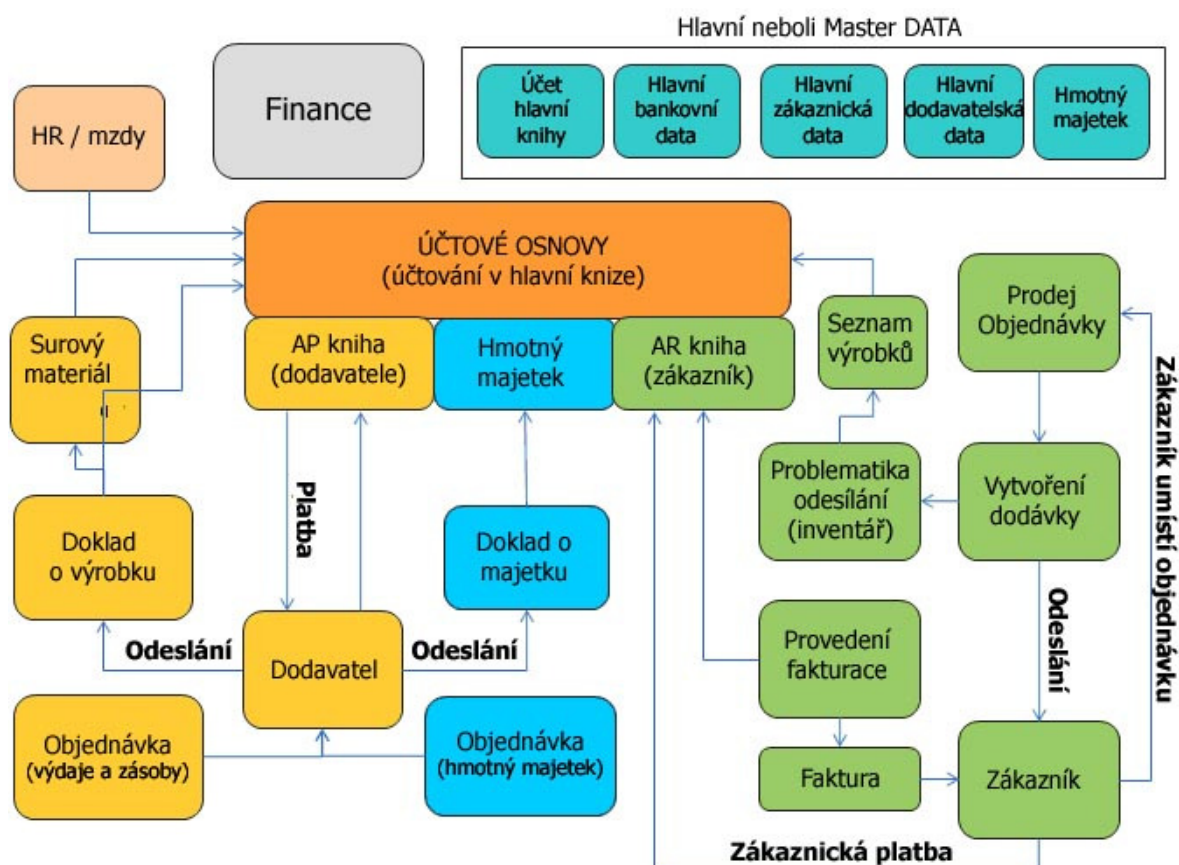 Hlavní neboli Master DATA
Finance
HR / mzdy
Účet
hlavní
knihy
Hlavní
bankovní
data
Hlavní
zákaznická
data
Hlavní
dodavatelská
data
Hmotný
majetek
ÚČTOVÉ OSNOVY
(účtování v hlavní knize)
Surový
materiál
AP kniha
(dodavatele)
Hmotný
majetek
AR kniha
(zákazník)
Seznam
výrobků
Prodej
Objednávky
Zákazník umístí objednávku
Platba
Problematika
odesílání
(inventář)
Vytvoření
dodávky
Doklad
o výrobku
Doklad o
majetku
Odeslání
Dodavatel
Odeslání
Provedení
fakturace
Odeslání
Objednávka
(výdaje a zásoby)
Objednávka
(hmotný majetek)
Faktura
Zákazník
Zákaznická platba